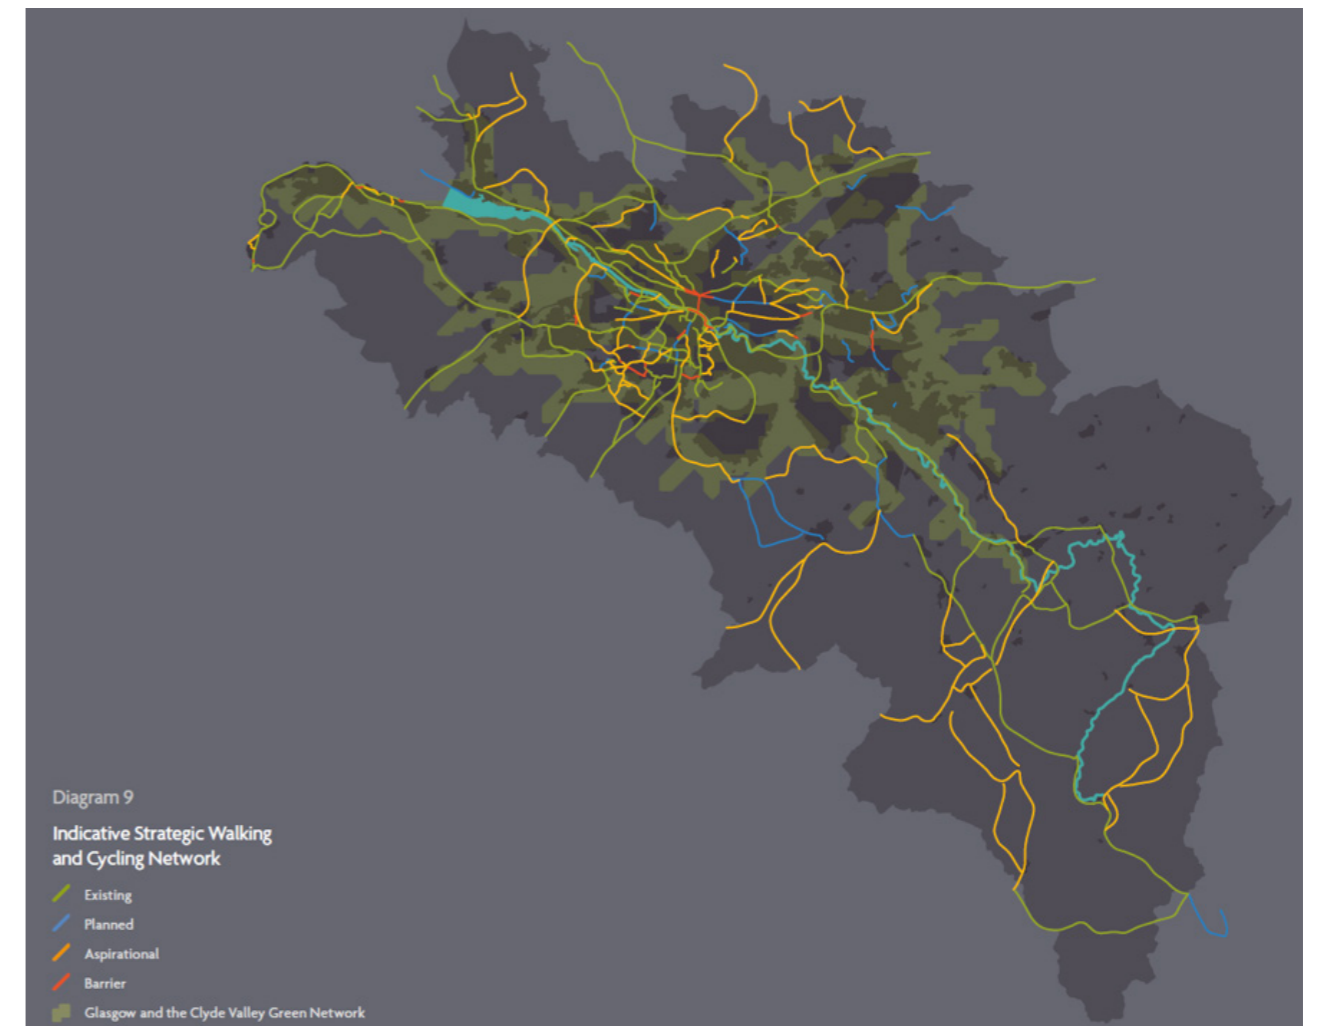 Diagram 9
Indicative Strategic Walking
and Cycling Network
Existing
Planned
Aspirational
Barrier
Glasgow and the Clyde Valley Green Network